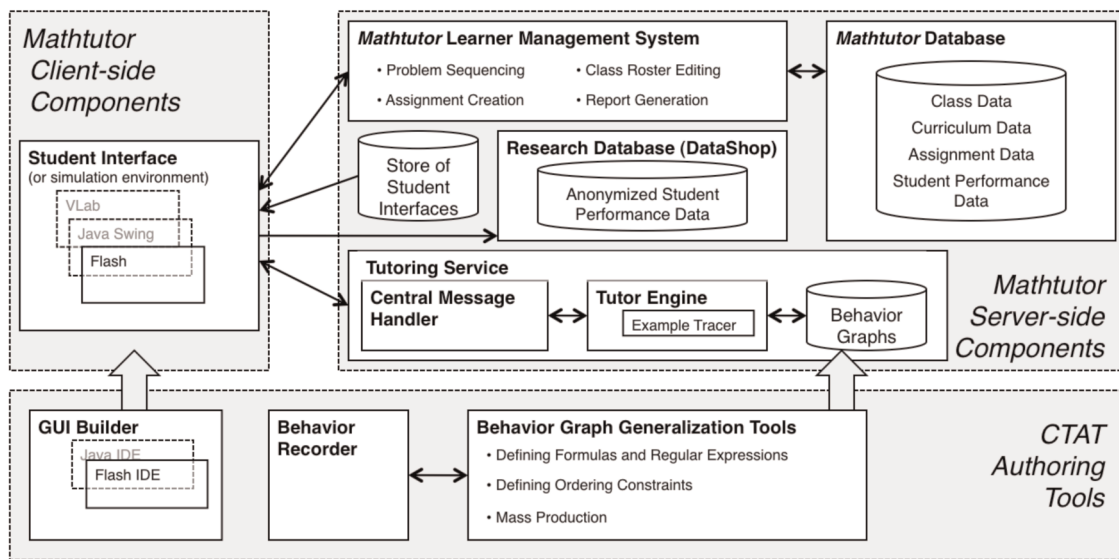 Mathtutor
Client-side
Components
Student Interface
(or simulation environment)
VLab
Java Swing
Flash
Mathtutor Learner Management System
• Problem Sequencing
• Class Roster Editing
• Assignment Creation
• Report Generation
Mathtutor Database
Class Data
Curriculum Data
Assignment Data
Student Performance
Data
Store of
Student
Interfaces
Research Database (DataShop)
Anonymized Student
Performance Data
Tutoring Service
Central Message
Handler
Tutor Engine
Example Tracer
Behavior
Graphs
Mathtutor
Server-side
Components
GUI Builder
Java IDE
Flash IDE
Behavior
Recorder
Behavior Graph Generalization Tools
• Defining Formulas and Regular Expressions
• Defining Ordering Constraints
• Mass Production
CTAT
Authoring
Tools